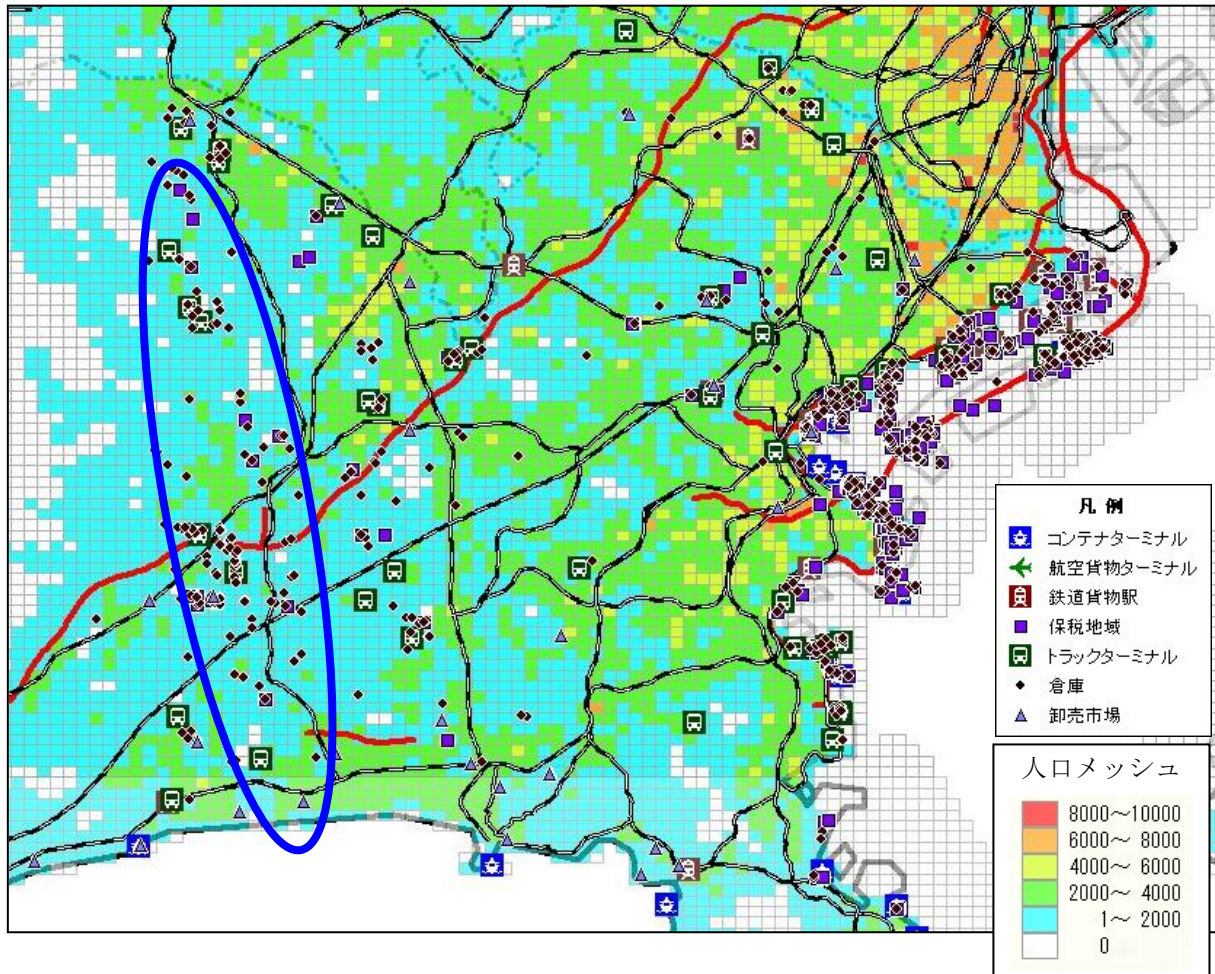 凡 例
コンテナターミナル
航空貨物ターミナル
鉄道貨物駅
保税地域
トラックターミナル
倉庫
卸売市場
人口メッシュ
8000～10000
6000～ 8000
4000～ 6000
2000～ 4000
1～ 2000
0